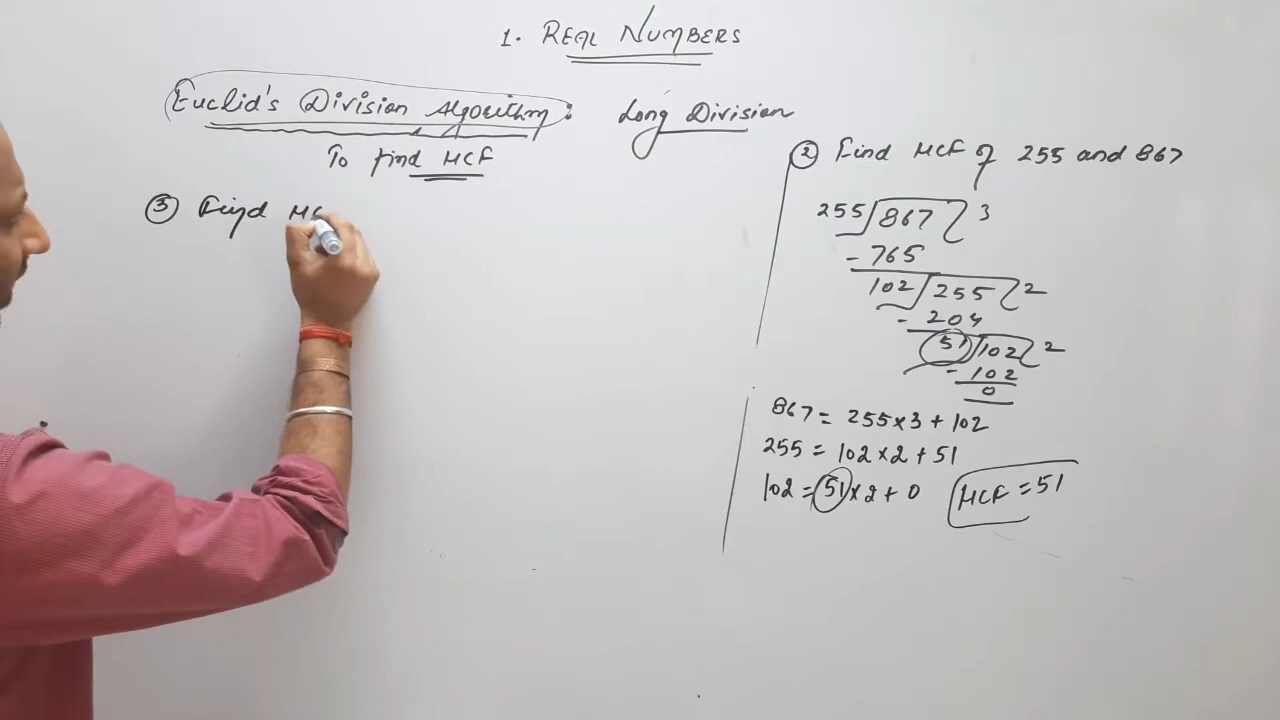 1. REAL NUMBERS
Euclid's Division Algorithm: Long Division
To find HCF
③ Find HC
② Find HCF of 255 and 867
255 867 3
- 765
102 255 2
- 204
51 102 2
- 102
0
867 = 255×3 + 102
255 = 102×2 + 51
102 = 51×2 + 0 HCF = 51